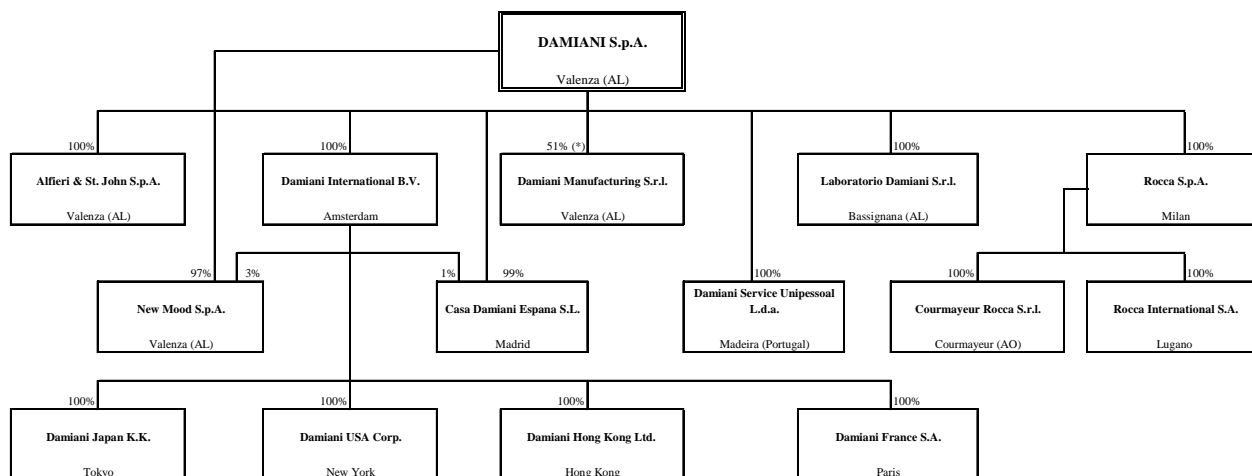 DAMIANI S.p.A.
Valenza (AL)
100%
100%
51% (*)
100%
100%
Alfieri & St. John S.p.A.
Valenza (AL)
Damiani International B.V.
Amsterdam
Damiani Manufacturing S.r.l.
Valenza (AL)
Laboratorio Damiani S.r.l.
Bassignana (AL)
Rocca S.p.A.
Milan
97%
3%
1%
99%
100%
100%
100%
New Mood S.p.A.
Valenza (AL)
Casa Damiani Espana S.L.
Madrid
Damiani Service Unipessoal
L.d.a.
Madeira (Portugal)
Courmayeur Rocca S.r.l.
Courmayeur (AO)
Rocca International S.A.
Lugano
100%
100%
100%
100%
Damiani Japan K.K.
Tokyo
Damiani USA Corp.
New York
Damiani Hong Kong Ltd.
Hong Kong
Damiani France S.A.
Paris